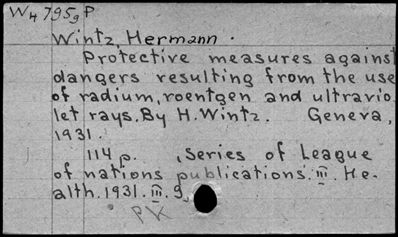 W4 795g P
Wintz, Hermann.
Protective measures against
dangers resulting from the use
of radium, roentgen and ultravio
let rays. By H. Wintz. Geneva,
1931.
114 p. , Series of League
of nations publications. III. He-
alth. 1931. III. 9.
PK